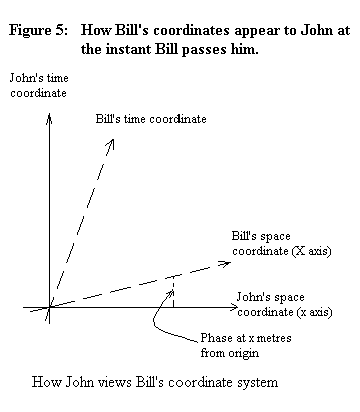 Figure 5: How Bill's coordinates appear to John at
the instant Bill passes him.
John's time
coordinate
Bill's time coordinate
Bill's space
coordinate (X axis)
John's space
coordinate (x axis)
Phase at x metres
from origin
How John views Bill's coordinate system